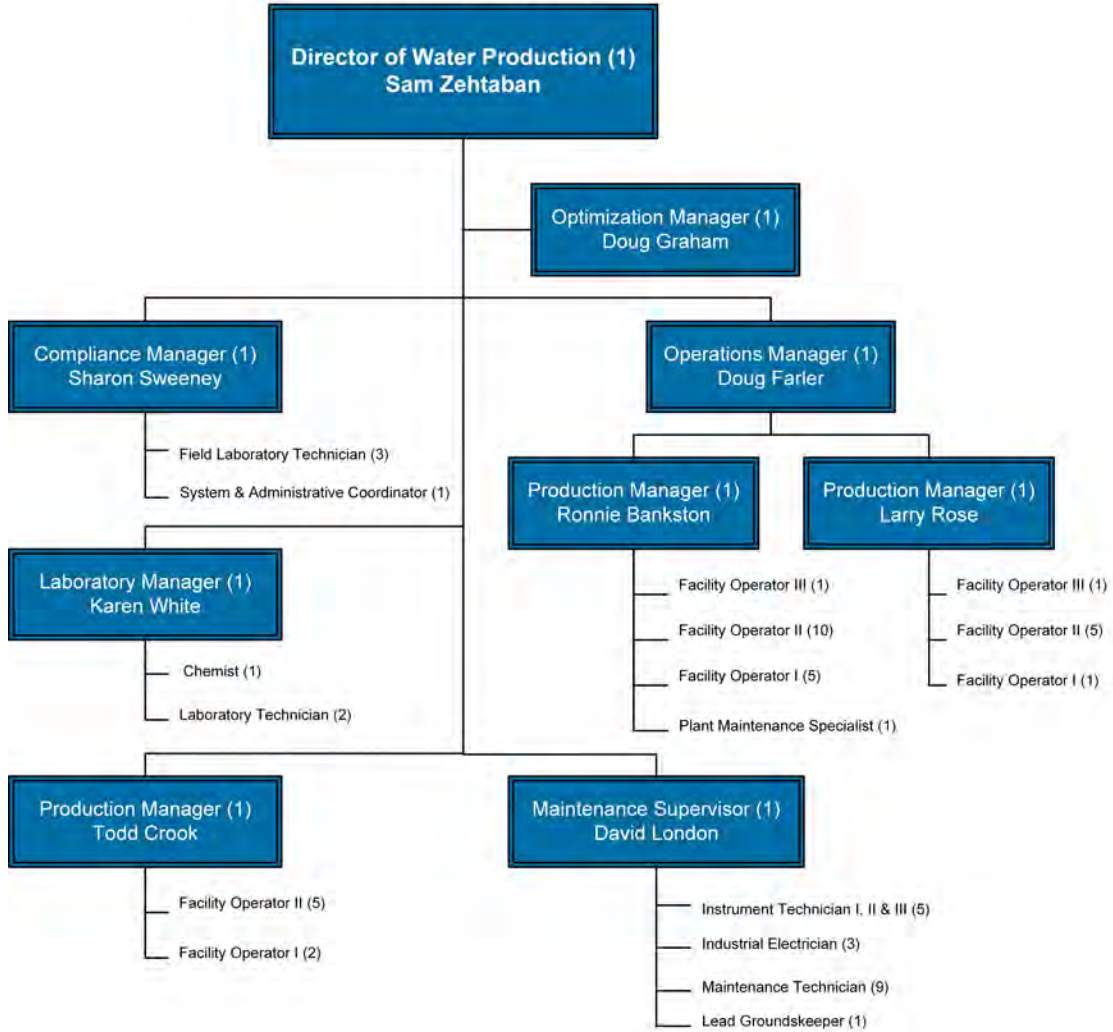 Director of Water Production (1)
Sam Zehtaban
Optimization Manager (1)
Doug Graham
Compliance Manager (1)
Sharon Sweeney
Field Laboratory Technician (3)
System & Administrative Coordinator (1)
Operations Manager (1)
Doug Farler
Production Manager (1)
Ronnie Bankston
Facility Operator III (1)
Facility Operator II (10)
Facility Operator I (5)
Plant Maintenance Specialist (1)
Production Manager (1)
Larry Rose
Facility Operator III (1)
Facility Operator II (5)
Facility Operator I (1)
Laboratory Manager (1)
Karen White
Chemist (1)
Laboratory Technician (2)
Production Manager (1)
Todd Crook
Facility Operator II (5)
Facility Operator I (2)
Maintenance Supervisor (1)
David London
Instrument Technician I, II & III (5)
Industrial Electrician (3)
Maintenance Technician (9)
Lead Groundskeeper (1)